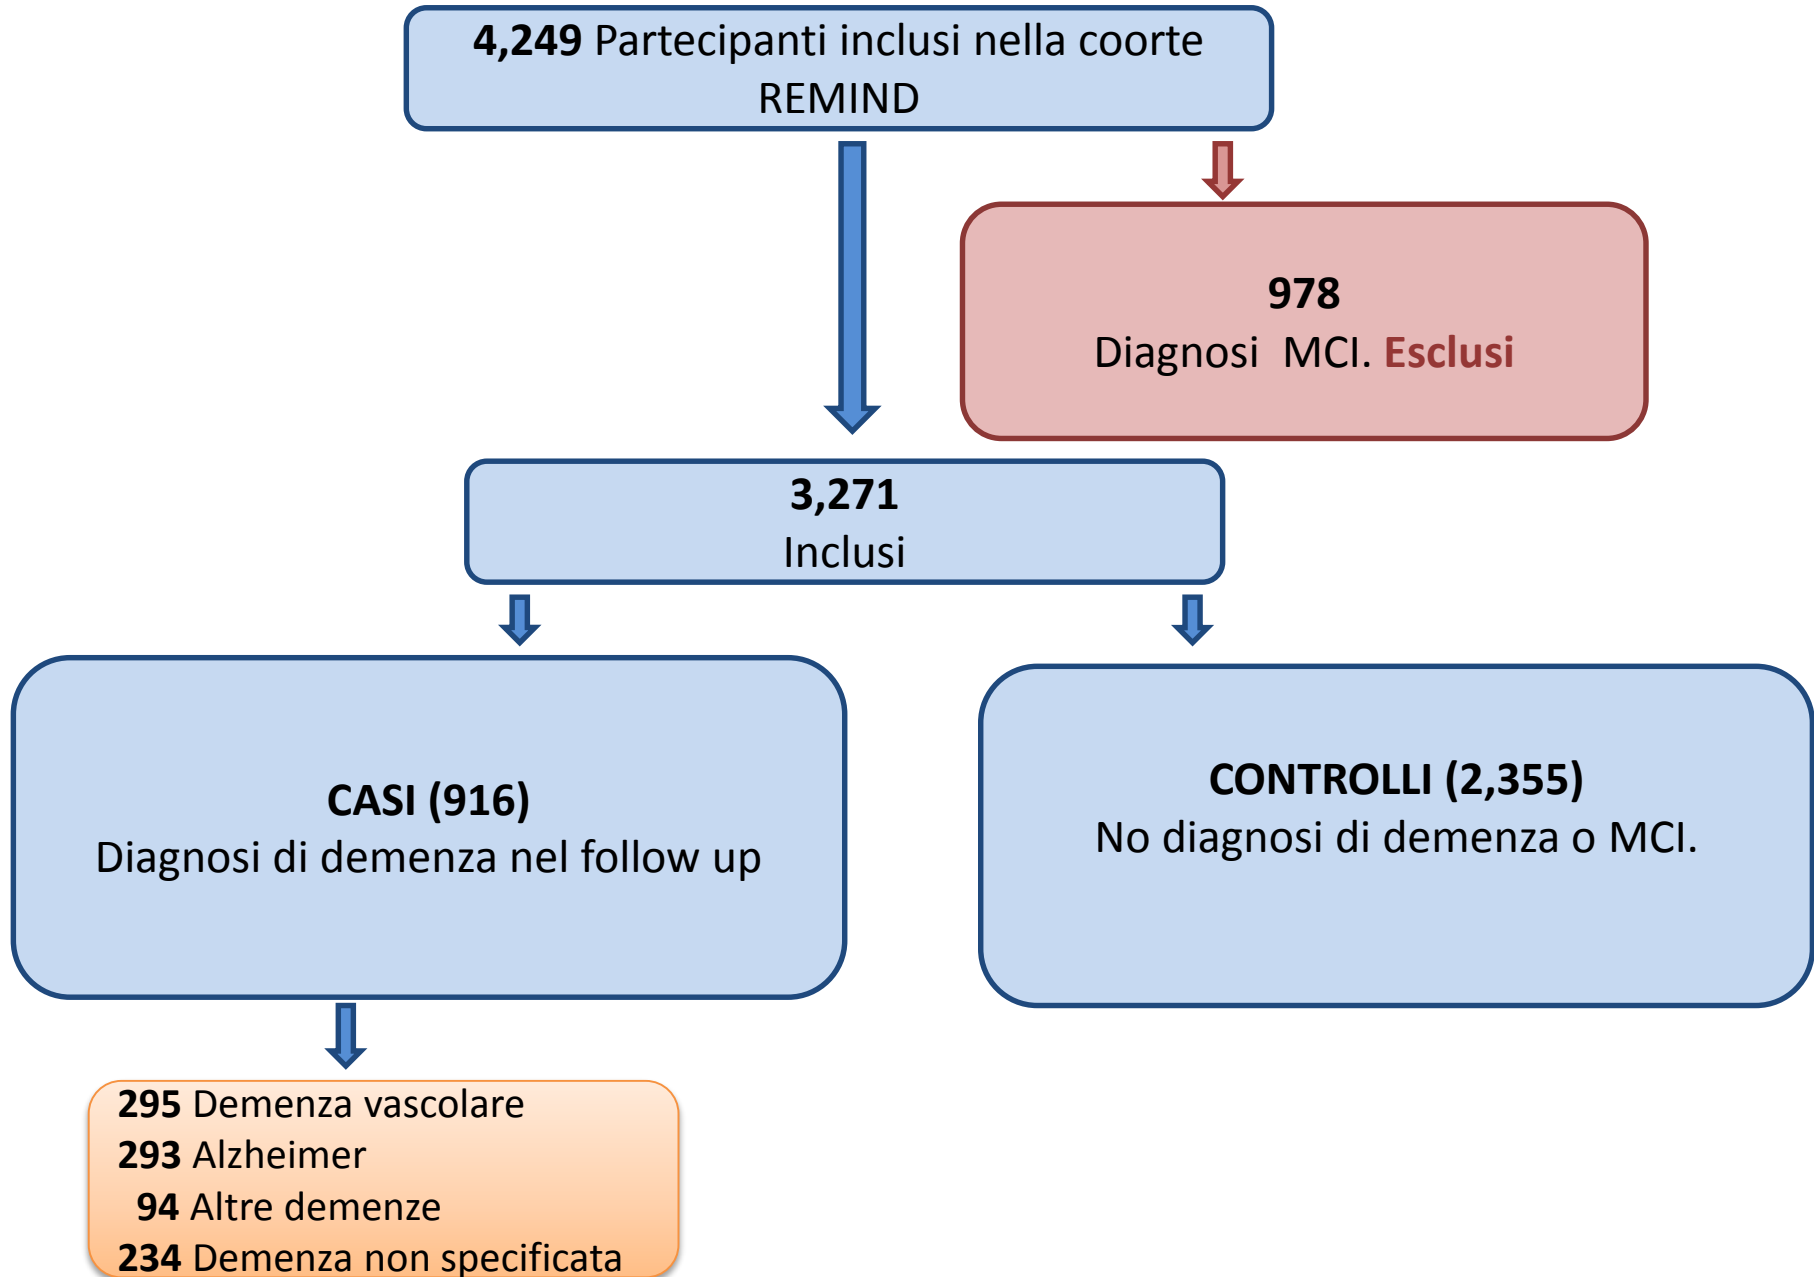 4,249 Partecipanti inclusi nella coorte
REMIND
978
Diagnosi MCI. Esclusi
3,271
Inclusi
CASI (916)
Diagnosi di demenza nel follow up
CONTROLLI (2,355)
No diagnosi di demenza o MCI.
295 Demenza vascolare
293 Alzheimer
94 Altre demenze
234 Demenza non specificata